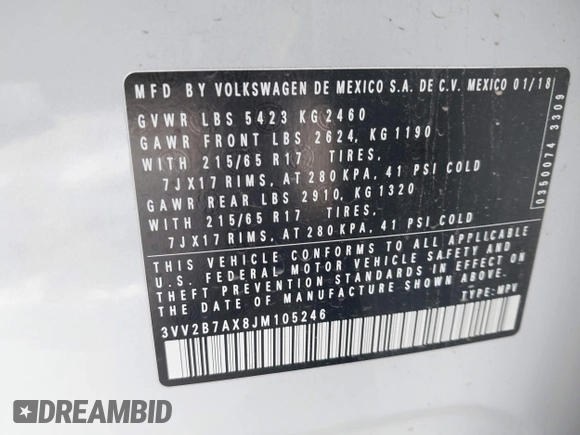 MFD BY VOLKSWAGEN DE MEXICO S.A. DE C.V. MEXICO 01/18
GVWR LBS 5423 KG 2460
GAWR FRONT LBS 2624, KG 1190
WITH 215/65 R17 TIRES,
7JX17 RIMS, AT 280 KPA, 41 PSI COLD
GAWR REAR LBS 2910, KG 1320
WITH 215/65 R17 TIRES,
7JX17 RIMS, AT 280 KPA, 41 PSI COLD
THIS VEHICLE CONFORMS TO ALL APPLICABLE
U.S. FEDERAL MOTOR VEHICLE SAFETY AND
THEFT PREVENTION STANDARDS IN EFFECT ON
THE DATE OF MANUFACTURE SHOWN ABOVE.
3VV2B7AX8JM105246 TYPE: MPV
0350074 3309
DREAMBID